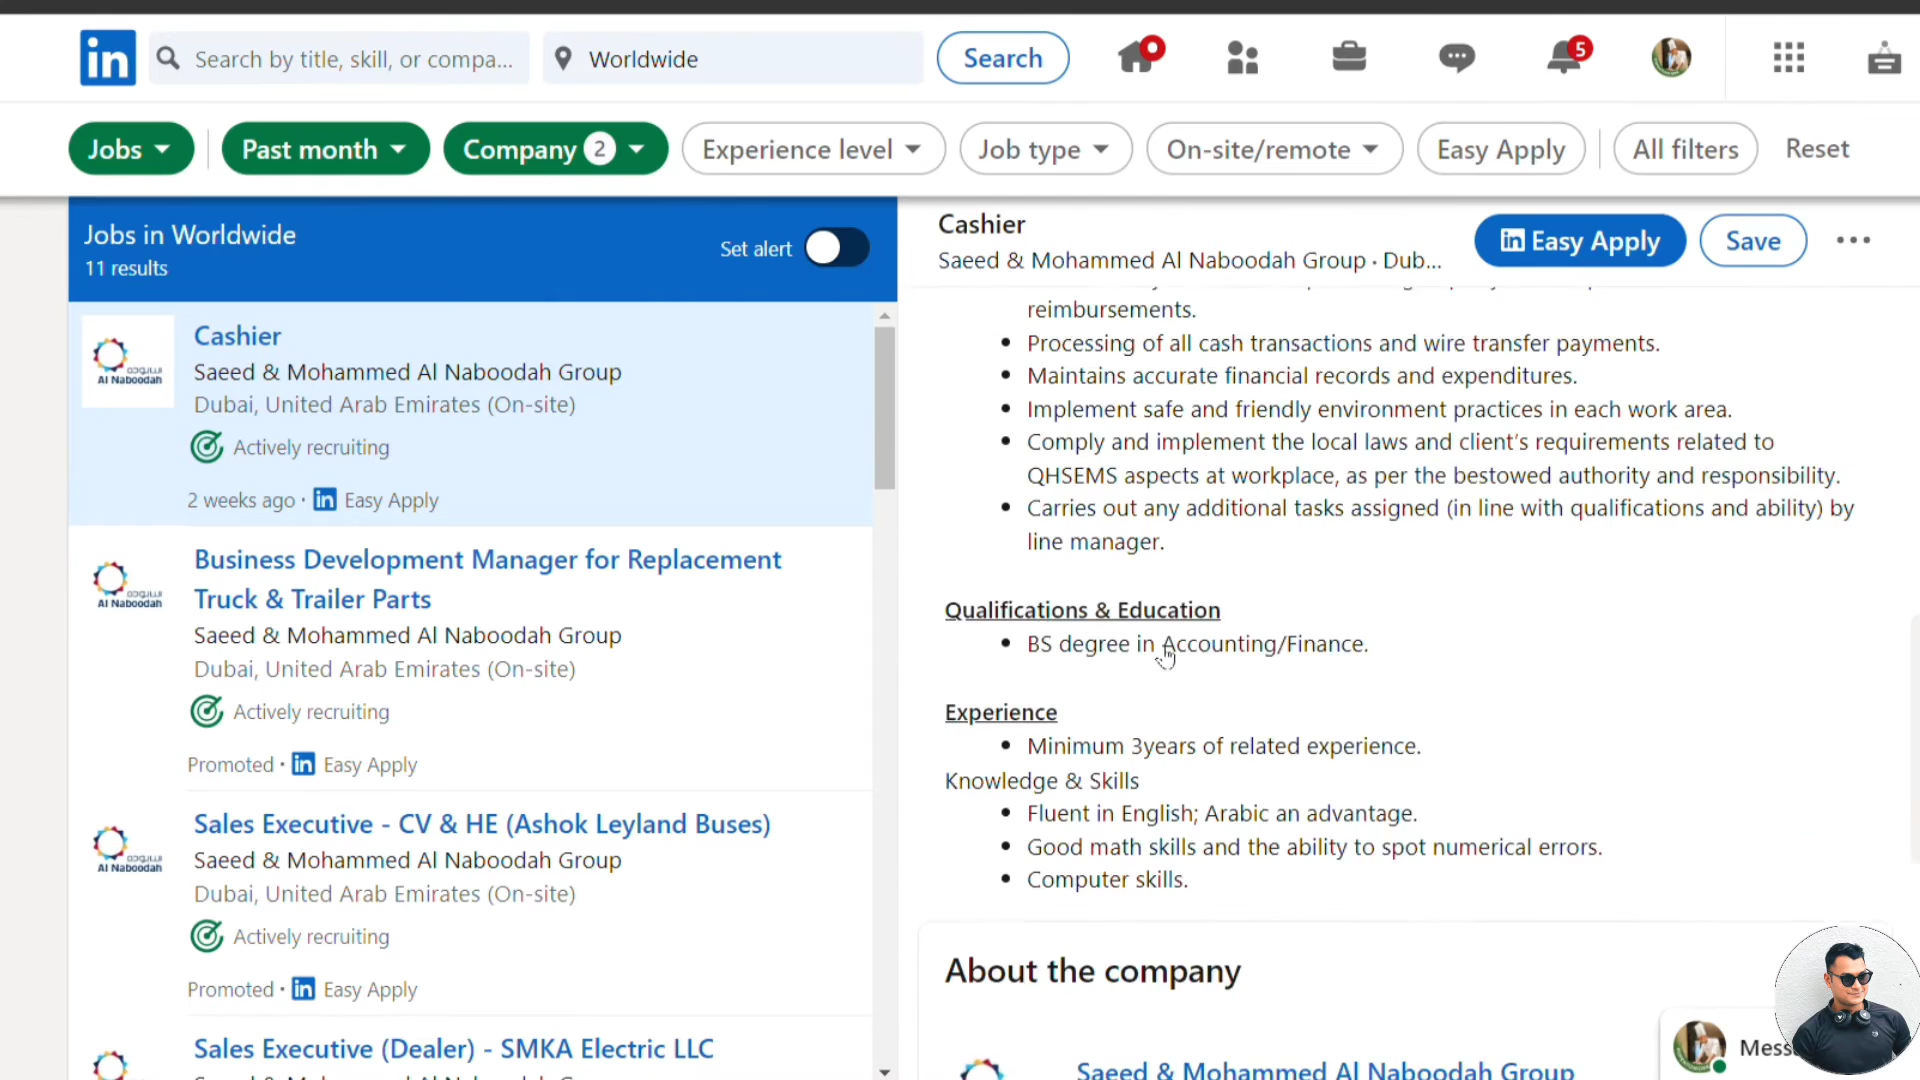 in
Search by title, skill, or compa...
Worldwide
Search
5
Jobs
Past month
Company 2
Experience level
Job type
On-site/remote
Easy Apply
All filters
Reset
Jobs in Worldwide
11 results
Set alert
Al Naboodah
Cashier
Saeed & Mohammed Al Naboodah Group
Dubai, United Arab Emirates (On-site)
Actively recruiting
2 weeks ago · in Easy Apply
Al Naboodah
Business Development Manager for Replacement
Truck & Trailer Parts
Saeed & Mohammed Al Naboodah Group
Dubai, United Arab Emirates (On-site)
Actively recruiting
Promoted · in Easy Apply
Al Naboodah
Sales Executive - CV & HE (Ashok Leyland Buses)
Saeed & Mohammed Al Naboodah Group
Dubai, United Arab Emirates (On-site)
Actively recruiting
Promoted · in Easy Apply
Sales Executive (Dealer) - SMKA Electric LLC
Cashier
Saeed & Mohammed Al Naboodah Group · Dub...
in Easy Apply
Save
reimbursements.
• Processing of all cash transactions and wire transfer payments.
• Maintains accurate financial records and expenditures.
• Implement safe and friendly environment practices in each work area.
• Comply and implement the local laws and client's requirements related to
QHSEMS aspects at workplace, as per the bestowed authority and responsibility.
• Carries out any additional tasks assigned (in line with qualifications and ability) by
line manager.
Qualifications & Education
• BS degree in Accounting/Finance.
Experience
• Minimum 3years of related experience.
Knowledge & Skills
• Fluent in English; Arabic an advantage.
• Good math skills and the ability to spot numerical errors.
• Computer skills.
About the company
Saeed & Mohammed Al Naboodah Group
Mess